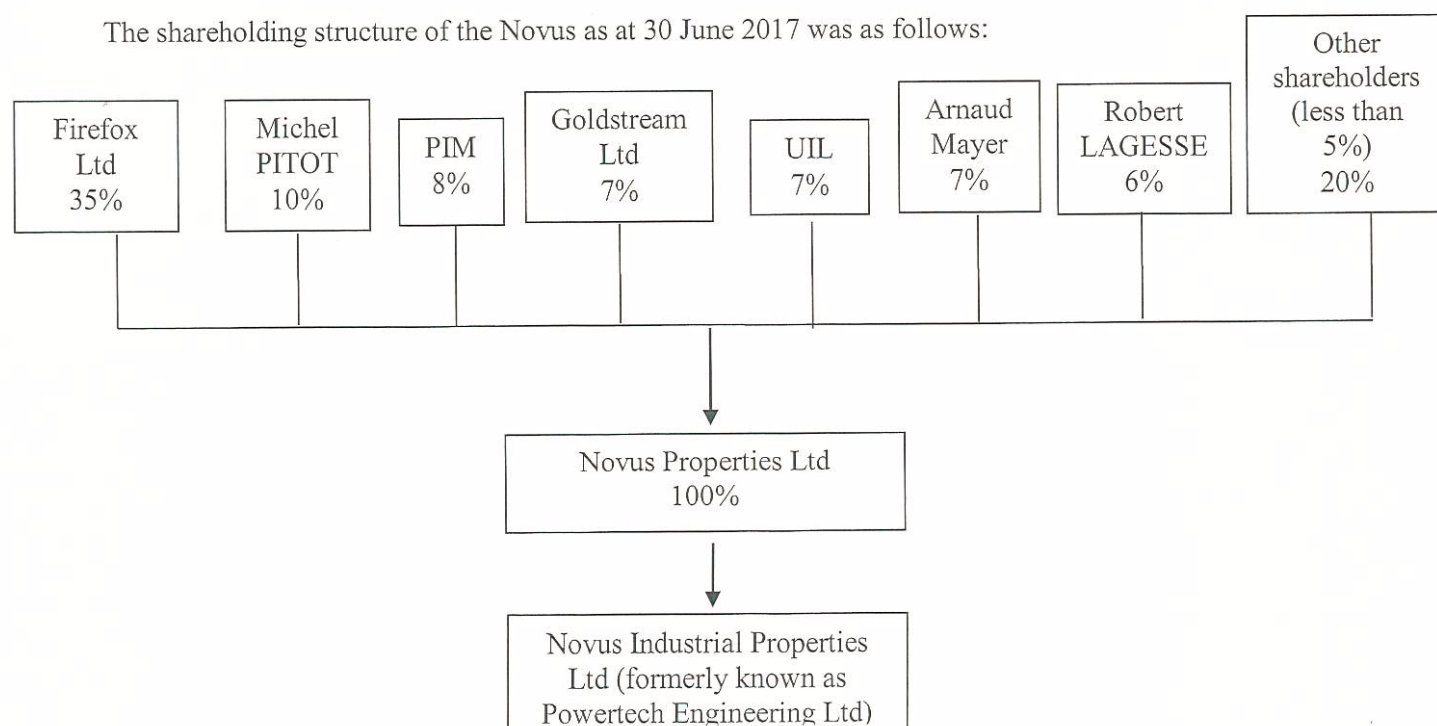 The shareholding structure of the Novus as at 30 June 2017 was as follows:
Firefox
Ltd
35%
Michel
PITOT
10%
PIM
8%
Goldstream
Ltd
7%
UIL
7%
Arnaud
Mayer
7%
Robert
LAGESSE
6%
Other
shareholders
(less than
5%)
20%
Novus Properties Ltd
100%
Novus Industrial Properties
Ltd (formerly known as
Powertech Engineering Ltd)